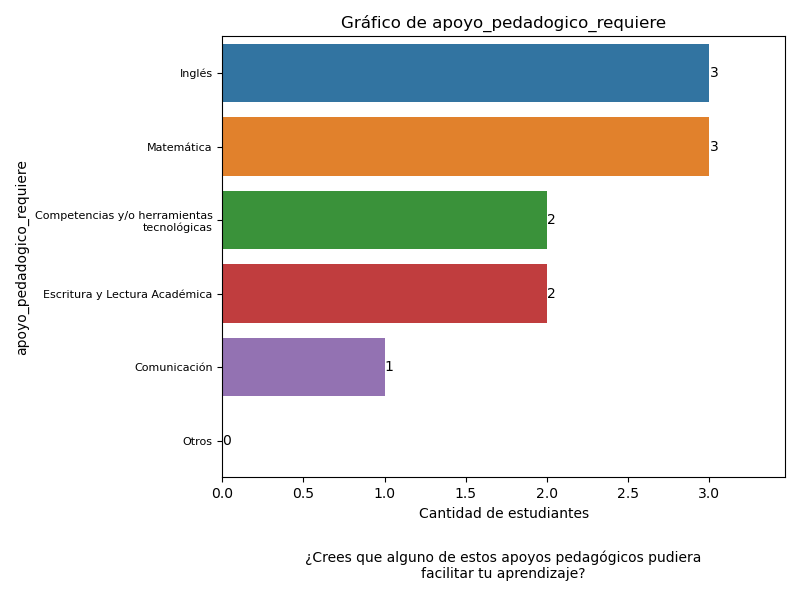 Gráfico de apoyo_pedadogico_requiere
apoyo_pedadogico_requiere
Inglés
3
Matemática
3
Competencias y/o herramientas
tecnológicas
2
Escritura y Lectura Académica
2
Comunicación
1
Otros
0
0.0 0.5 1.0 1.5 2.0 2.5 3.0
Cantidad de estudiantes
¿Crees que alguno de estos apoyos pedagógicos pudiera
facilitar tu aprendizaje?